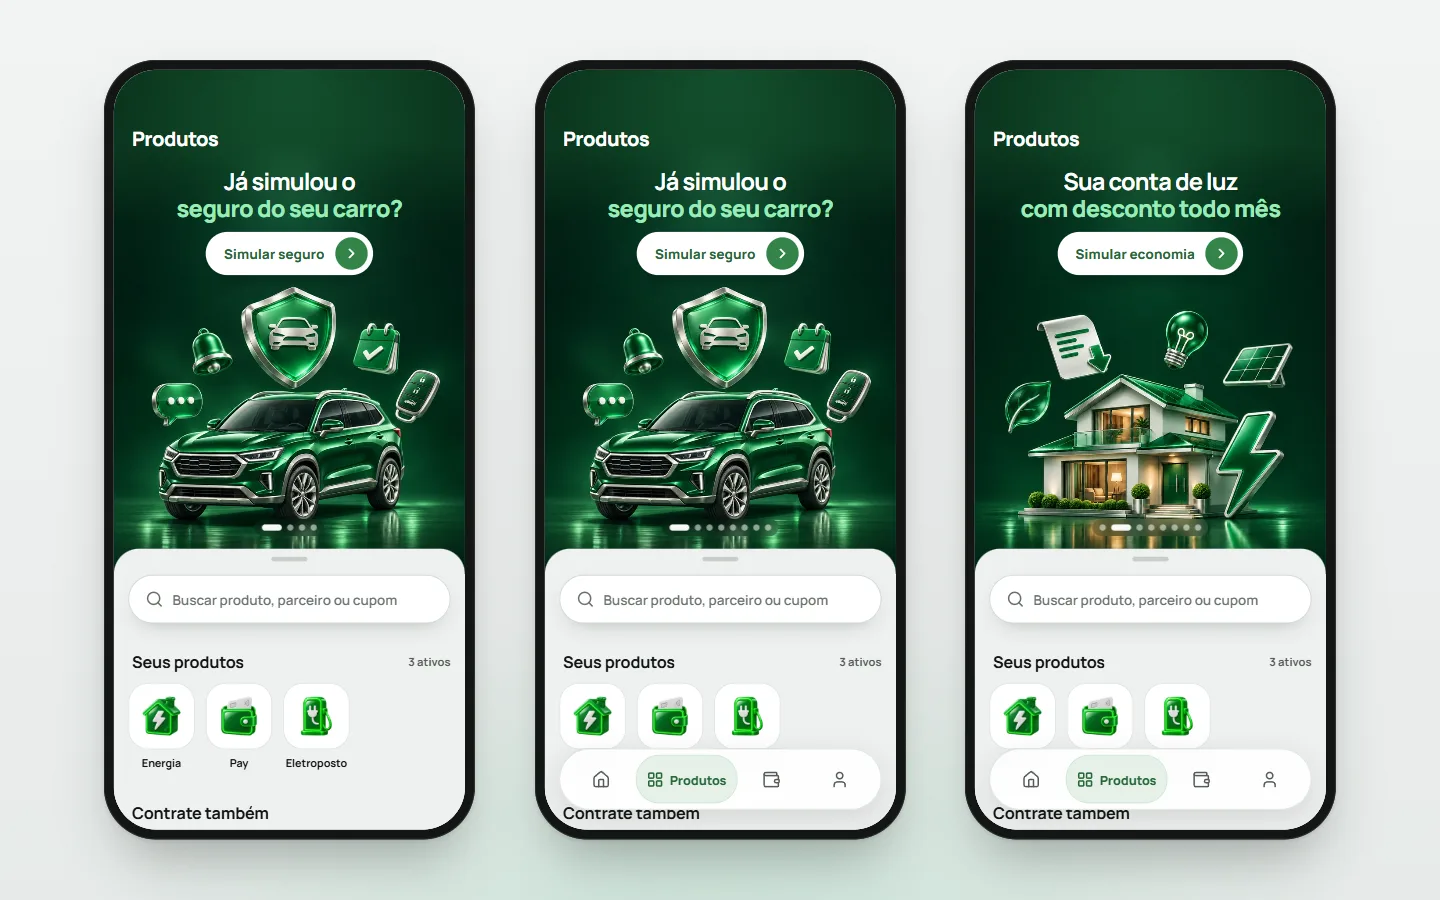 Produtos
Já simulou o
seguro do seu carro?
Simular seguro
Buscar produto, parceiro ou cupom
Seus produtos
3 ativos
Energia
Pay
Eletroposto
Contrate também
Produtos
Já simulou o
seguro do seu carro?
Simular seguro
Buscar produto, parceiro ou cupom
Seus produtos
3 ativos
Produtos
Contrate também
Produtos
Sua conta de luz
com desconto todo mês
Simular economia
Buscar produto, parceiro ou cupom
Seus produtos
3 ativos
Produtos
Contrate também